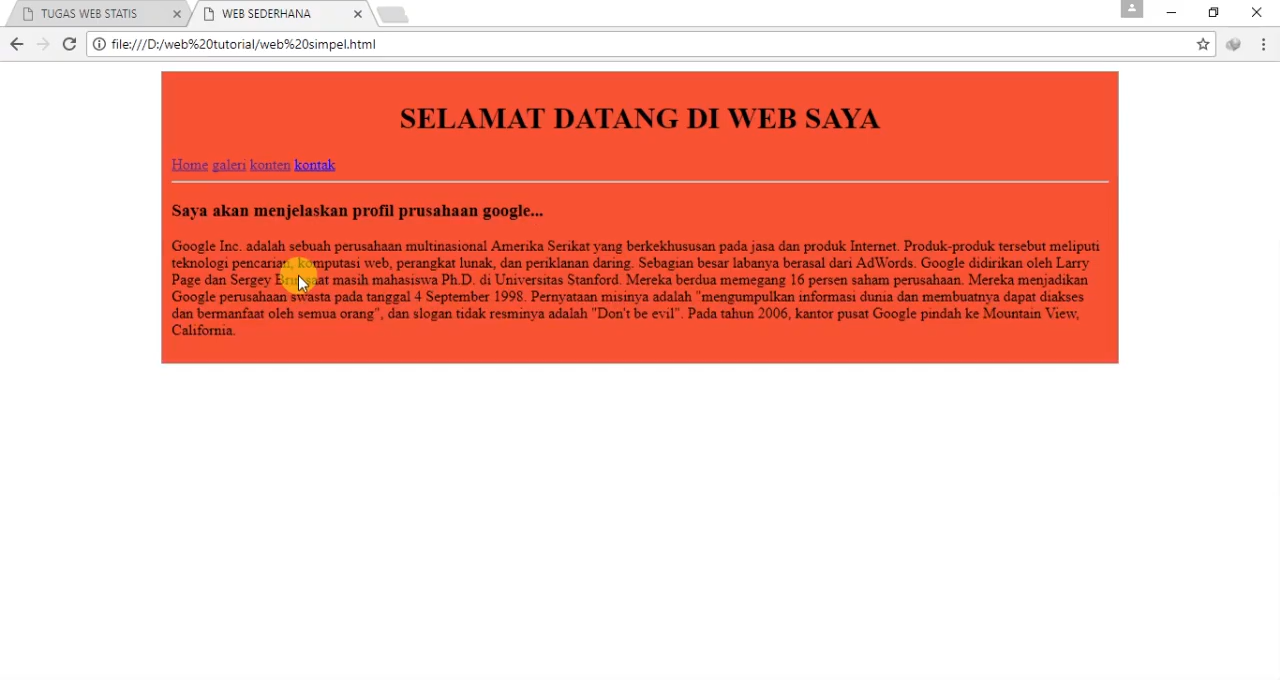 TUGAS WEB STATIS
WEB SEDERHANA
file:///D:/web%20tutorial/web%20simpel.html
SELAMAT DATANG DI WEB SAYA
Home galeri konten kontak
Saya akan menjelaskan profil prusahaan google...
Google Inc. adalah sebuah perusahaan multinasional Amerika Serikat yang berkekhususan pada jasa dan produk Internet. Produk-produk tersebut meliputi
teknologi pencarian, komputasi web, perangkat lunak, dan periklanan daring. Sebagian besar labanya berasal dari AdWords. Google didirikan oleh Larry
Page dan Sergey Brin saat masih mahasiswa Ph.D. di Universitas Stanford. Mereka berdua memegang 16 persen saham perusahaan. Mereka menjadikan
Google perusahaan swasta pada tanggal 4 September 1998. Pernyataan misinya adalah "mengumpulkan informasi dunia dan membuatnya dapat diakses
dan bermanfaat oleh semua orang", dan slogan tidak resminya adalah "Don't be evil". Pada tahun 2006, kantor pusat Google pindah ke Mountain View,
California.